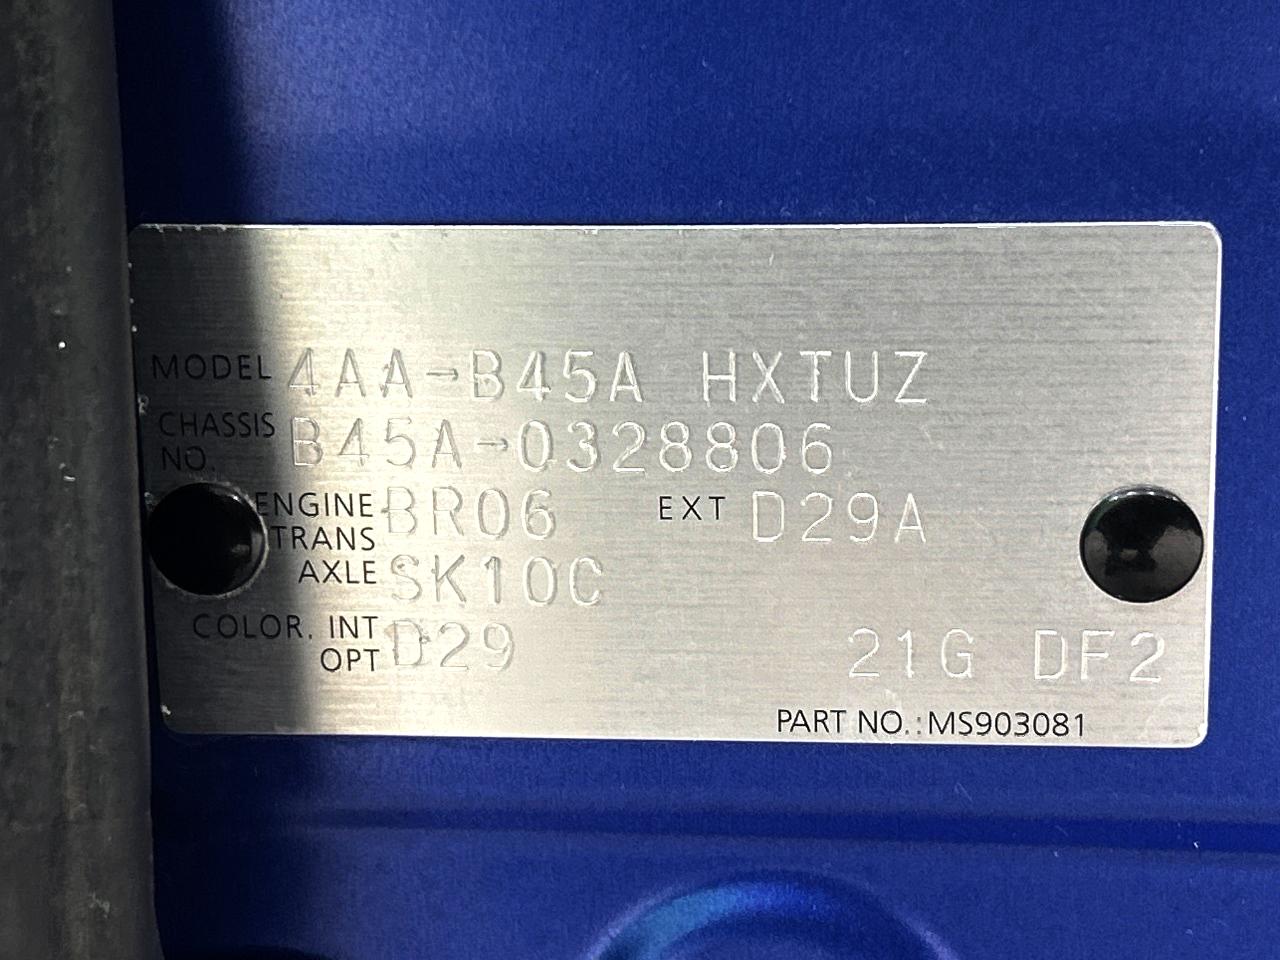 MODEL 4AA-B45A HXTUZ
CHASSIS NO. B45A-0328806
ENGINE BR06 EXT D29A
TRANS AXLE SK10C
COLOR. INT OPT D29 21G DF2
PART NO.:MS903081